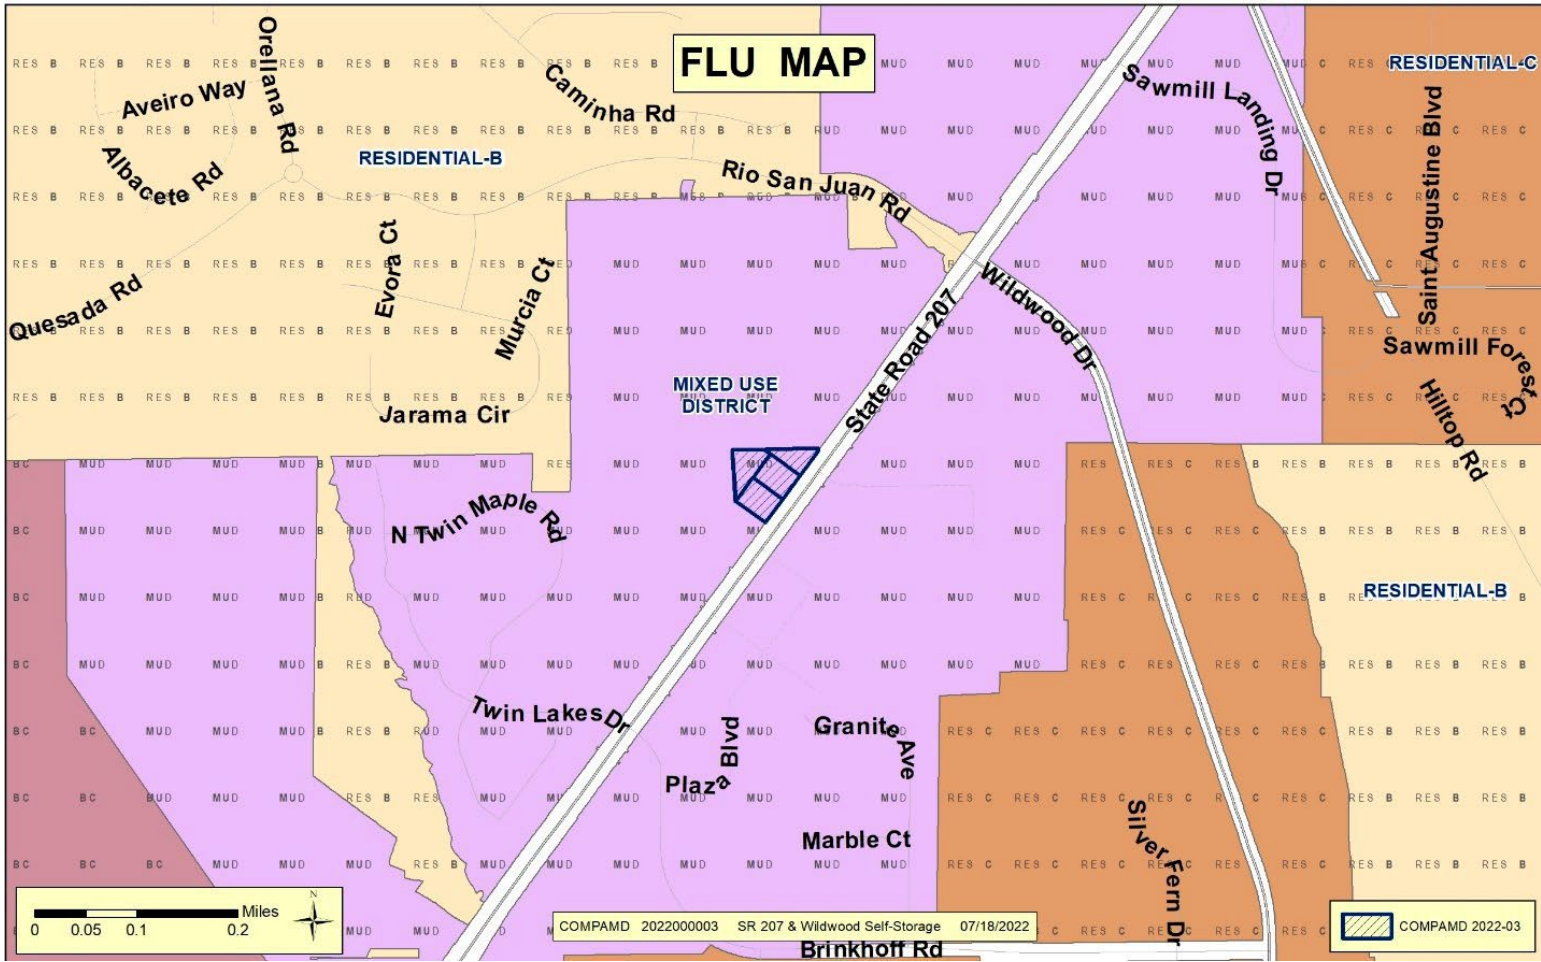 FLU MAP
RESIDENTIAL-C
Orellana Rd
Aveiro Way
Caminha Rd
Sawmill Landing Dr
Saint Augustine Blvd
RESIDENTIAL-B
Albacete Rd
Rio San Juan Rd
Evora Ct
Murcia Ct
Quesada Rd
Wildwood Dr
State Road 207
Sawmill Forest Ct
MIXED USE
DISTRICT
Jarama Cir
Hilltop Rd
N Twin Maple Rd
RESIDENTIAL-B
Twin Lakes Dr
Plaza Blvd
Granite Ave
Marble Ct
Silver Fern Dr
Brinkhoff Rd
RES B
MUD
RES C
BC
N
Miles
0 0.05 0.1 0.2
COMPAMD 2022000003 SR 207 & Wildwood Self-Storage 07/18/2022
COMPAMD 2022-03